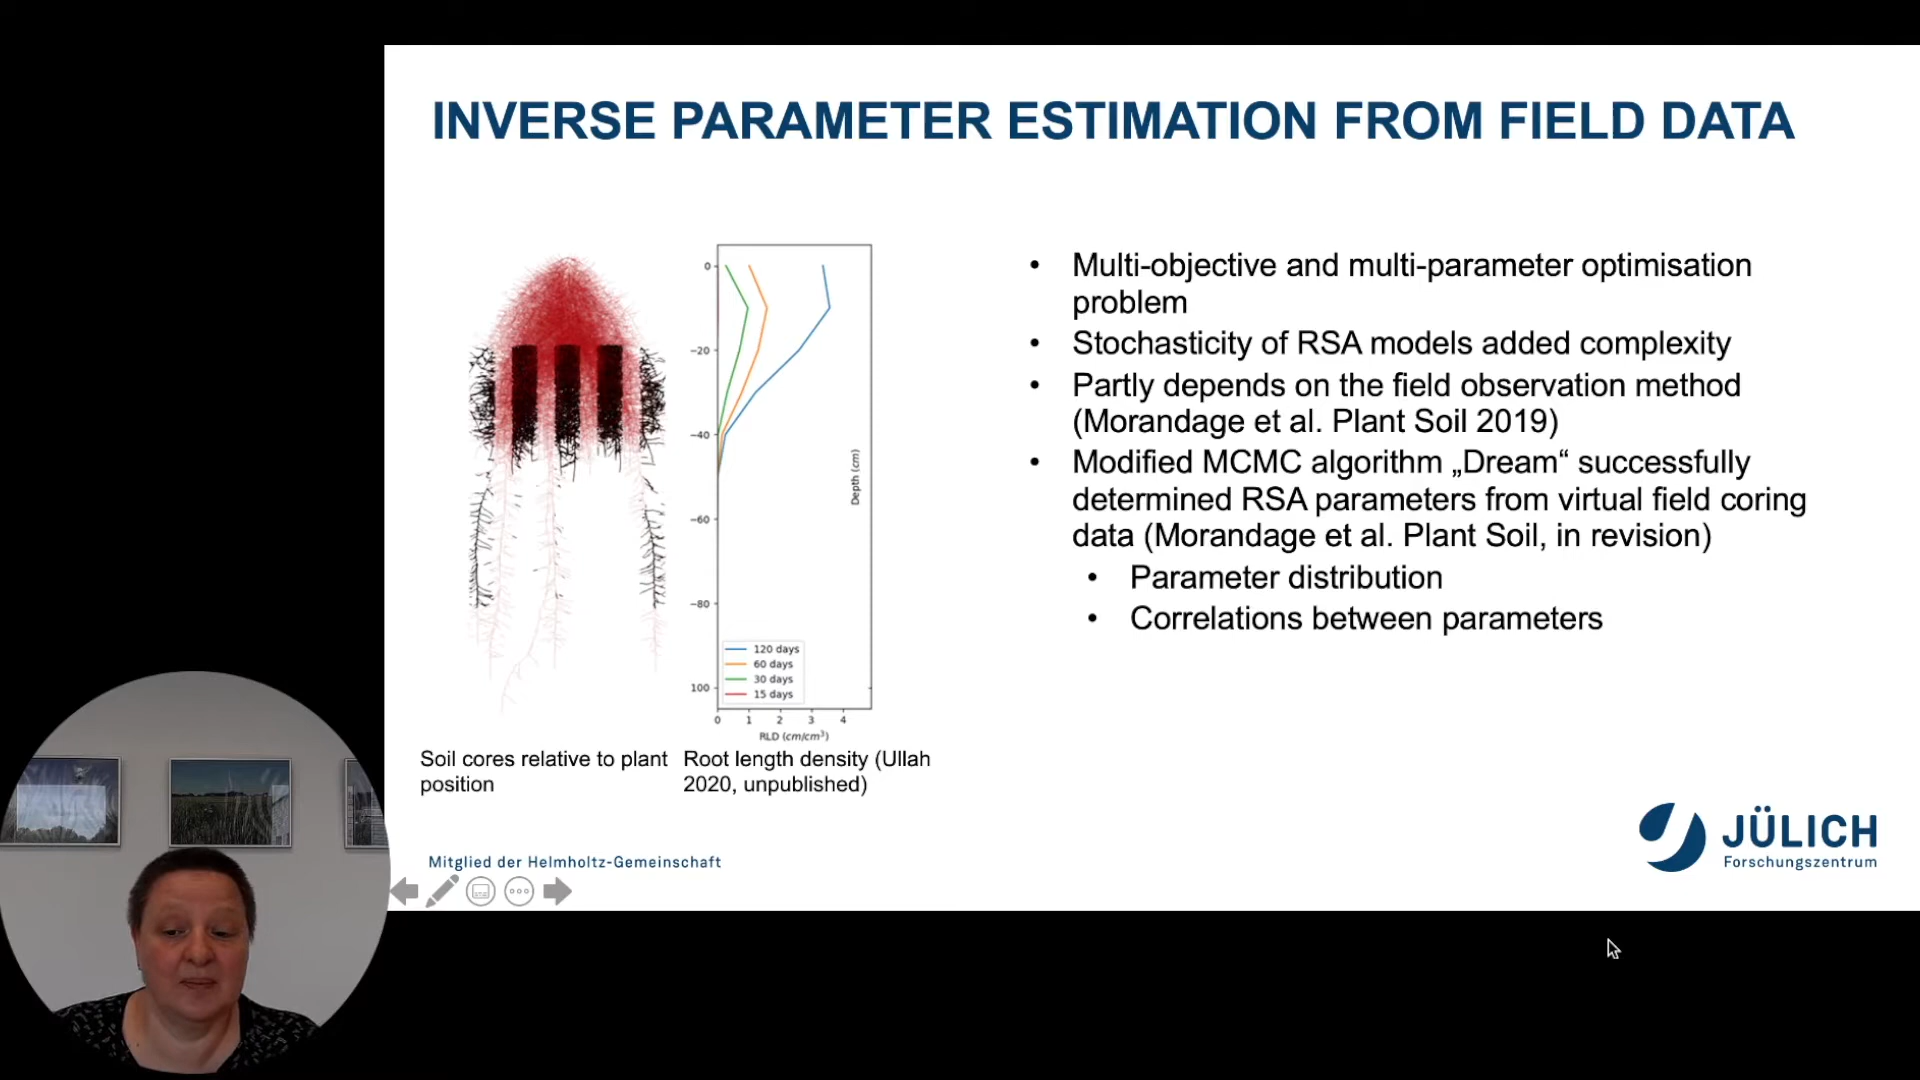 INVERSE PARAMETER ESTIMATION FROM FIELD DATA
0
−20
−40
−60
−80
100
Depth (cm)
120 days
60 days
30 days
15 days
0 1 2 3 4
RLD (cm/cm³)
Soil cores relative to plant
position
Root length density (Ullah
2020, unpublished)
• Multi-objective and multi-parameter optimisation
problem
• Stochasticity of RSA models added complexity
• Partly depends on the field observation method
(Morandage et al. Plant Soil 2019)
• Modified MCMC algorithm „Dream“ successfully
determined RSA parameters from virtual field coring
data (Morandage et al. Plant Soil, in revision)
• Parameter distribution
• Correlations between parameters
Mitglied der Helmholtz-Gemeinschaft
JÜLICH
Forschungszentrum